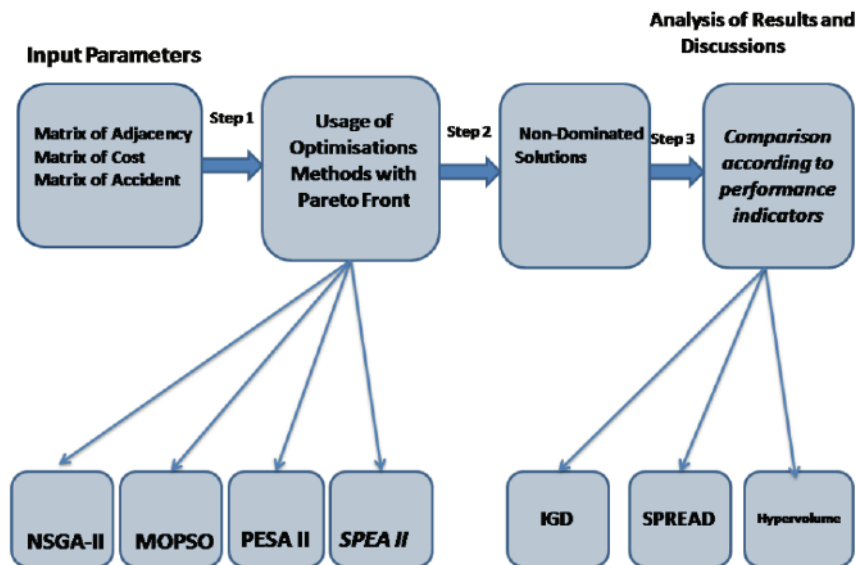 Analysis of Results and
Discussions
Input Parameters
Matrix of Adjacency
Matrix of Cost
Matrix of Accident
Step 1
Usage of
Optimisations
Methods with
Pareto Front
Step 2
Non-Dominated
Solutions
Step 3
Comparison
according to
performance
indicators
NSGA-II
MOPSO
PESA II
SPEA II
IGD
SPREAD
Hypervolume